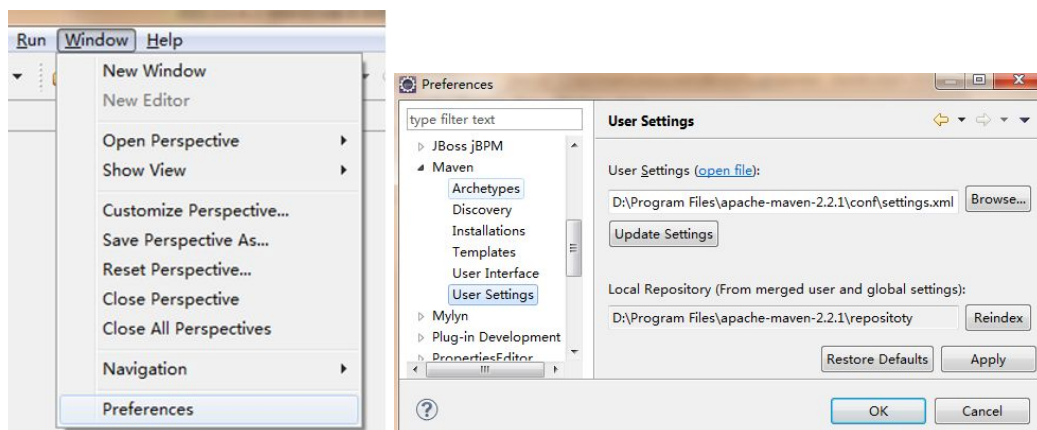 Run Window Help
New Window
New Editor
Open Perspective
Show View
Customize Perspective...
Save Perspective As...
Reset Perspective...
Close Perspective
Close All Perspectives
Navigation
Preferences
Preferences
type filter text
JBoss jBPM
Maven
Archetypes
Discovery
Installations
Templates
User Interface
User Settings
Mylyn
Plug-in Development
PropertiesEditor
User Settings
User Settings (open file):
D:\Program Files\apache-maven-2.2.1\conf\settings.xml Browse...
Update Settings
Local Repository (From merged user and global settings):
D:\Program Files\apache-maven-2.2.1\repositoty Reindex
Restore Defaults Apply
OK Cancel